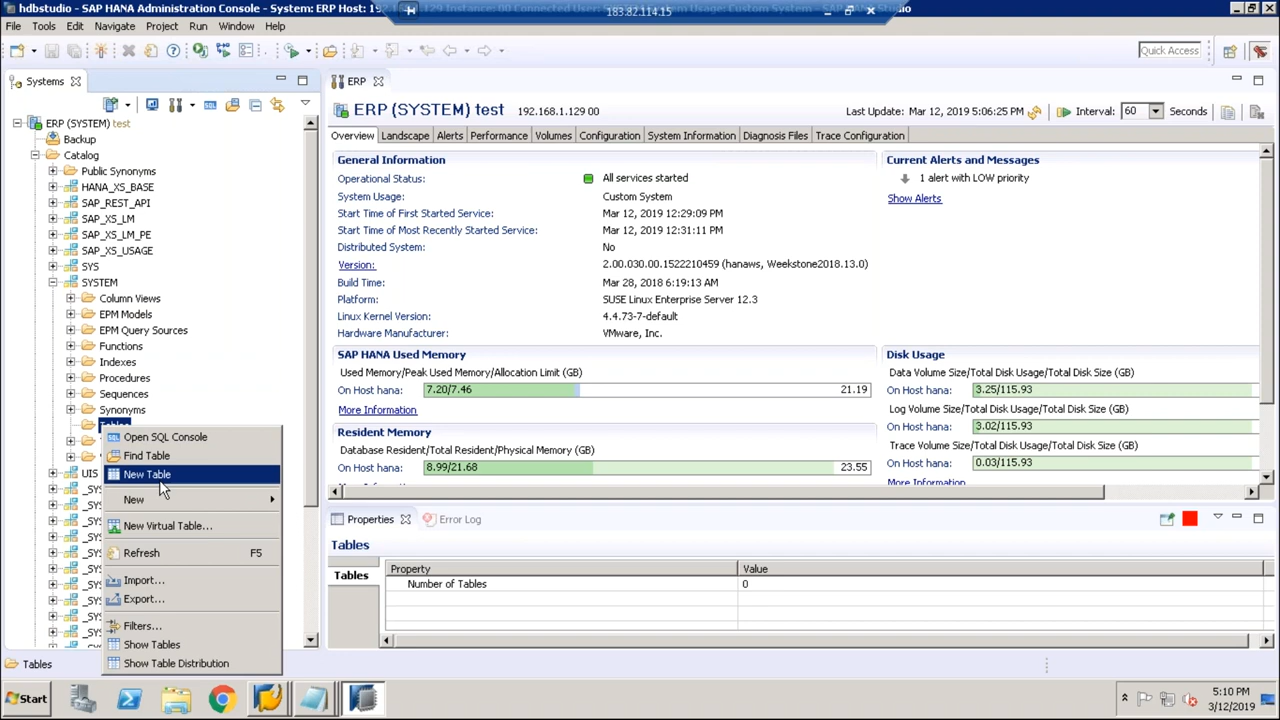 hdbstudio - SAP HANA Administration Console - System: ERP Host: 192.1
183.82.114.15
File Tools Edit Navigate Project Run Window Help
Quick Access
Systems
ERP
ERP (SYSTEM) test
Backup
Catalog
Public Synonyms
HANA_XS_BASE
SAP_REST_API
SAP_XS_LM
SAP_XS_LM_PE
SAP_XS_USAGE
SYS
SYSTEM
Column Views
EPM Models
EPM Query Sources
Functions
Indexes
Procedures
Sequences
Synonyms
Tables
UIS
Open SQL Console
Find Table
New Table
New
New Virtual Table...
Refresh F5
Import...
Export...
Filters...
Show Tables
Show Table Distribution
Tables
ERP (SYSTEM) test 192.168.1.129 00
Last Update: Mar 12, 2019 5:06:25 PM Interval: 60 Seconds
Overview Landscape Alerts Performance Volumes Configuration System Information Diagnosis Files Trace Configuration
General Information
Operational Status: All services started
System Usage: Custom System
Start Time of First Started Service: Mar 12, 2019 12:29:09 PM
Start Time of Most Recently Started Service: Mar 12, 2019 12:31:11 PM
Distributed System: No
Version: 2.00.030.00.1522210459 (hanaws, Weekstone2018.13.0)
Build Time: Mar 28, 2018 6:19:13 AM
Platform: SUSE Linux Enterprise Server 12.3
Linux Kernel Version: 4.4.73-7-default
Hardware Manufacturer: VMware, Inc.
Current Alerts and Messages
1 alert with LOW priority
Show Alerts
SAP HANA Used Memory
Used Memory/Peak Used Memory/Allocation Limit (GB)
On Host hana: 7.20/7.46 21.19
More Information
Resident Memory
Database Resident/Total Resident/Physical Memory (GB)
On Host hana: 8.99/21.68 23.55
Disk Usage
Data Volume Size/Total Disk Usage/Total Disk Size (GB)
On Host hana: 3.25/115.93
Log Volume Size/Total Disk Usage/Total Disk Size (GB)
On Host hana: 3.02/115.93
Trace Volume Size/Total Disk Usage/Total Disk Size (GB)
On Host hana: 0.03/115.93
More Information
Properties Error Log
Tables
Tables
Property Value
Number of Tables 0
Start
5:10 PM
3/12/2019